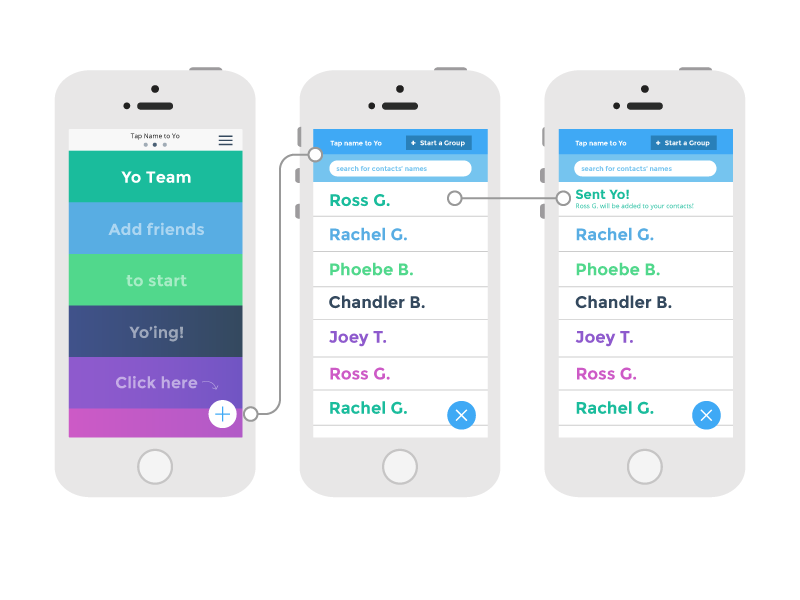 Tap Name to Yo
Yo Team
Add friends
to start
Yo’ing!
Click here
Tap name to Yo
+ Start a Group
search for contacts' names
Ross G.
Rachel G.
Phoebe B.
Chandler B.
Joey T.
Ross G.
Rachel G.
Tap name to Yo
+ Start a Group
search for contacts' names
Sent Yo!
Ross G. will be added to your contacts!
Rachel G.
Phoebe B.
Chandler B.
Joey T.
Ross G.
Rachel G.